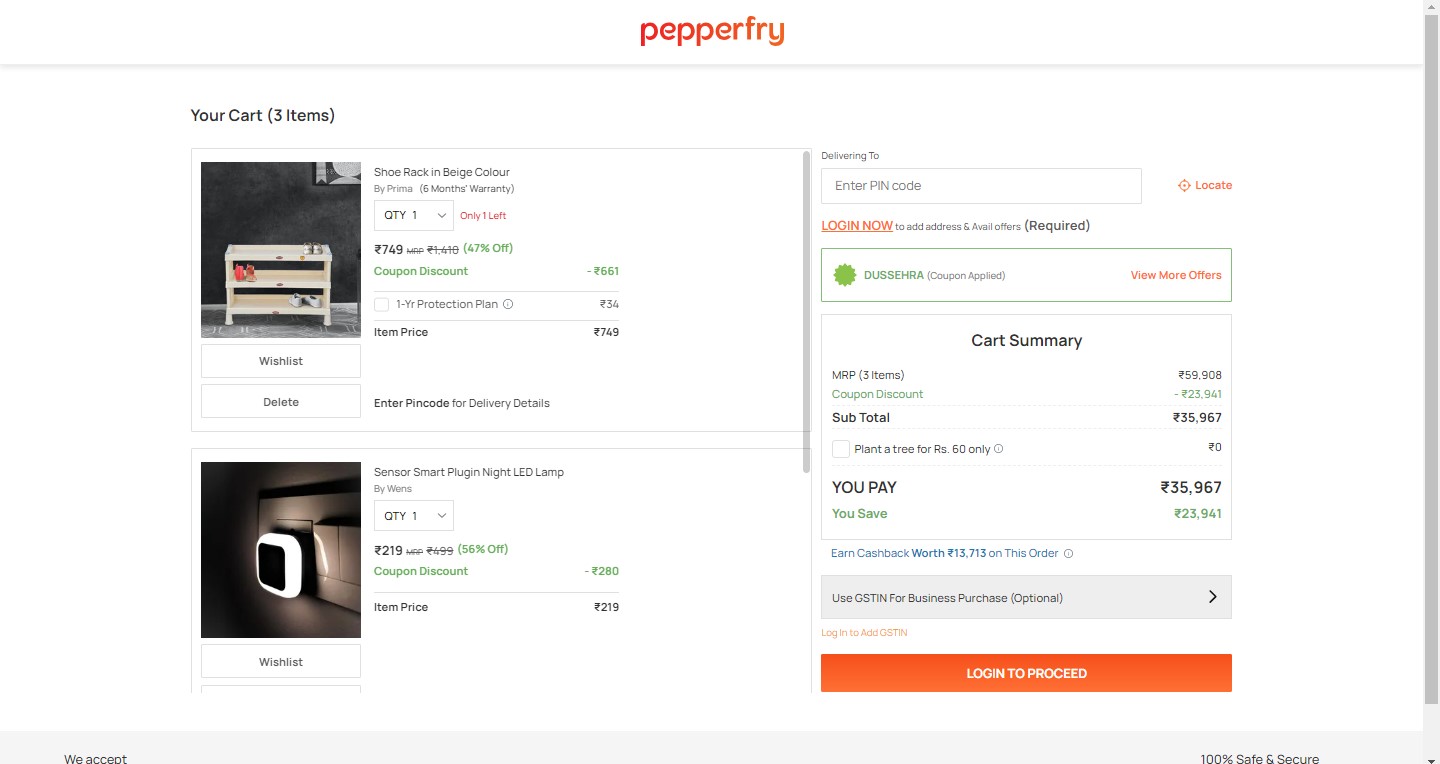 pepperfry
Your Cart (3 Items)
Shoe Rack in Beige Colour
By Prima (6 Months' Warranty)
QTY 1
Only 1 Left
₹749 MRP ₹1,410 (47% Off)
Coupon Discount - ₹661
1-Yr Protection Plan ₹34
Item Price ₹749
Wishlist
Delete
Enter Pincode for Delivery Details
Sensor Smart Plugin Night LED Lamp
By Wens
QTY 1
₹219 MRP ₹499 (56% Off)
Coupon Discount - ₹280
Item Price ₹219
Wishlist
Delivering To
Enter PIN code
Locate
LOGIN NOW to add address & Avail offers (Required)
DUSSEHRA (Coupon Applied) View More Offers
Cart Summary
MRP (3 Items) ₹59,908
Coupon Discount - ₹23,941
Sub Total ₹35,967
Plant a tree for Rs. 60 only ₹0
YOU PAY ₹35,967
You Save ₹23,941
Earn Cashback Worth ₹13,713 on This Order
Use GSTIN For Business Purchase (Optional)
Log In to Add GSTIN
LOGIN TO PROCEED
We accept
100% Safe & Secure